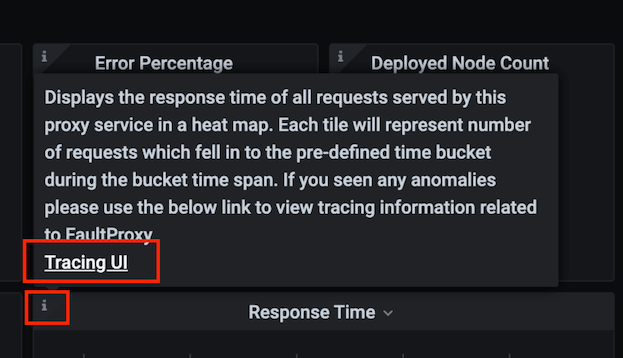 i
Error Percentage
i
Deployed Node Count
Displays the response time of all requests served by this
proxy service in a heat map. Each tile will represent number
of requests which fell in to the pre-defined time bucket
during the bucket time span. If you seen any anomalies
please use the below link to view tracing information related
to FaultProxy
Tracing UI
i
Response Time